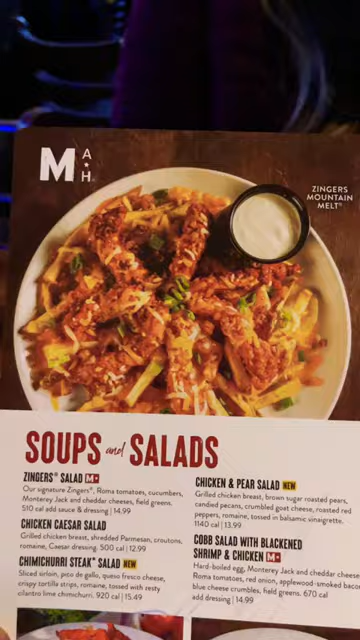 M A★H
ZINGERS
MOUNTAIN
MELT®
SOUPS and SALADS
ZINGERS® SALAD M+
Our signature Zingers®, Roma tomatoes, cucumbers,
Monterey Jack and cheddar cheeses, field greens.
510 cal add sauce & dressing | 14.99
CHICKEN CAESAR SALAD
Grilled chicken breast, shredded Parmesan, croutons,
romaine, Caesar dressing. 500 cal | 12.99
CHIMICHURRI STEAK* SALAD NEW
Sliced sirloin, pico de gallo, queso fresco cheese,
crispy tortilla strips, romaine, tossed with zesty
cilantro lime chimichurri. 920 cal | 15.49
CHICKEN & PEAR SALAD NEW
Grilled chicken breast, brown sugar roasted pears,
candied pecans, crumbled goat cheese, roasted red
peppers, romaine, tossed in balsamic vinaigrette.
1140 cal | 13.99
COBB SALAD WITH BLACKENED
SHRIMP & CHICKEN M+
Hard-boiled egg, Monterey Jack and cheddar cheese
Roma tomatoes, red onion, applewood-smoked bacon
blue cheese crumbles, field greens. 670 cal
add dressing | 14.99